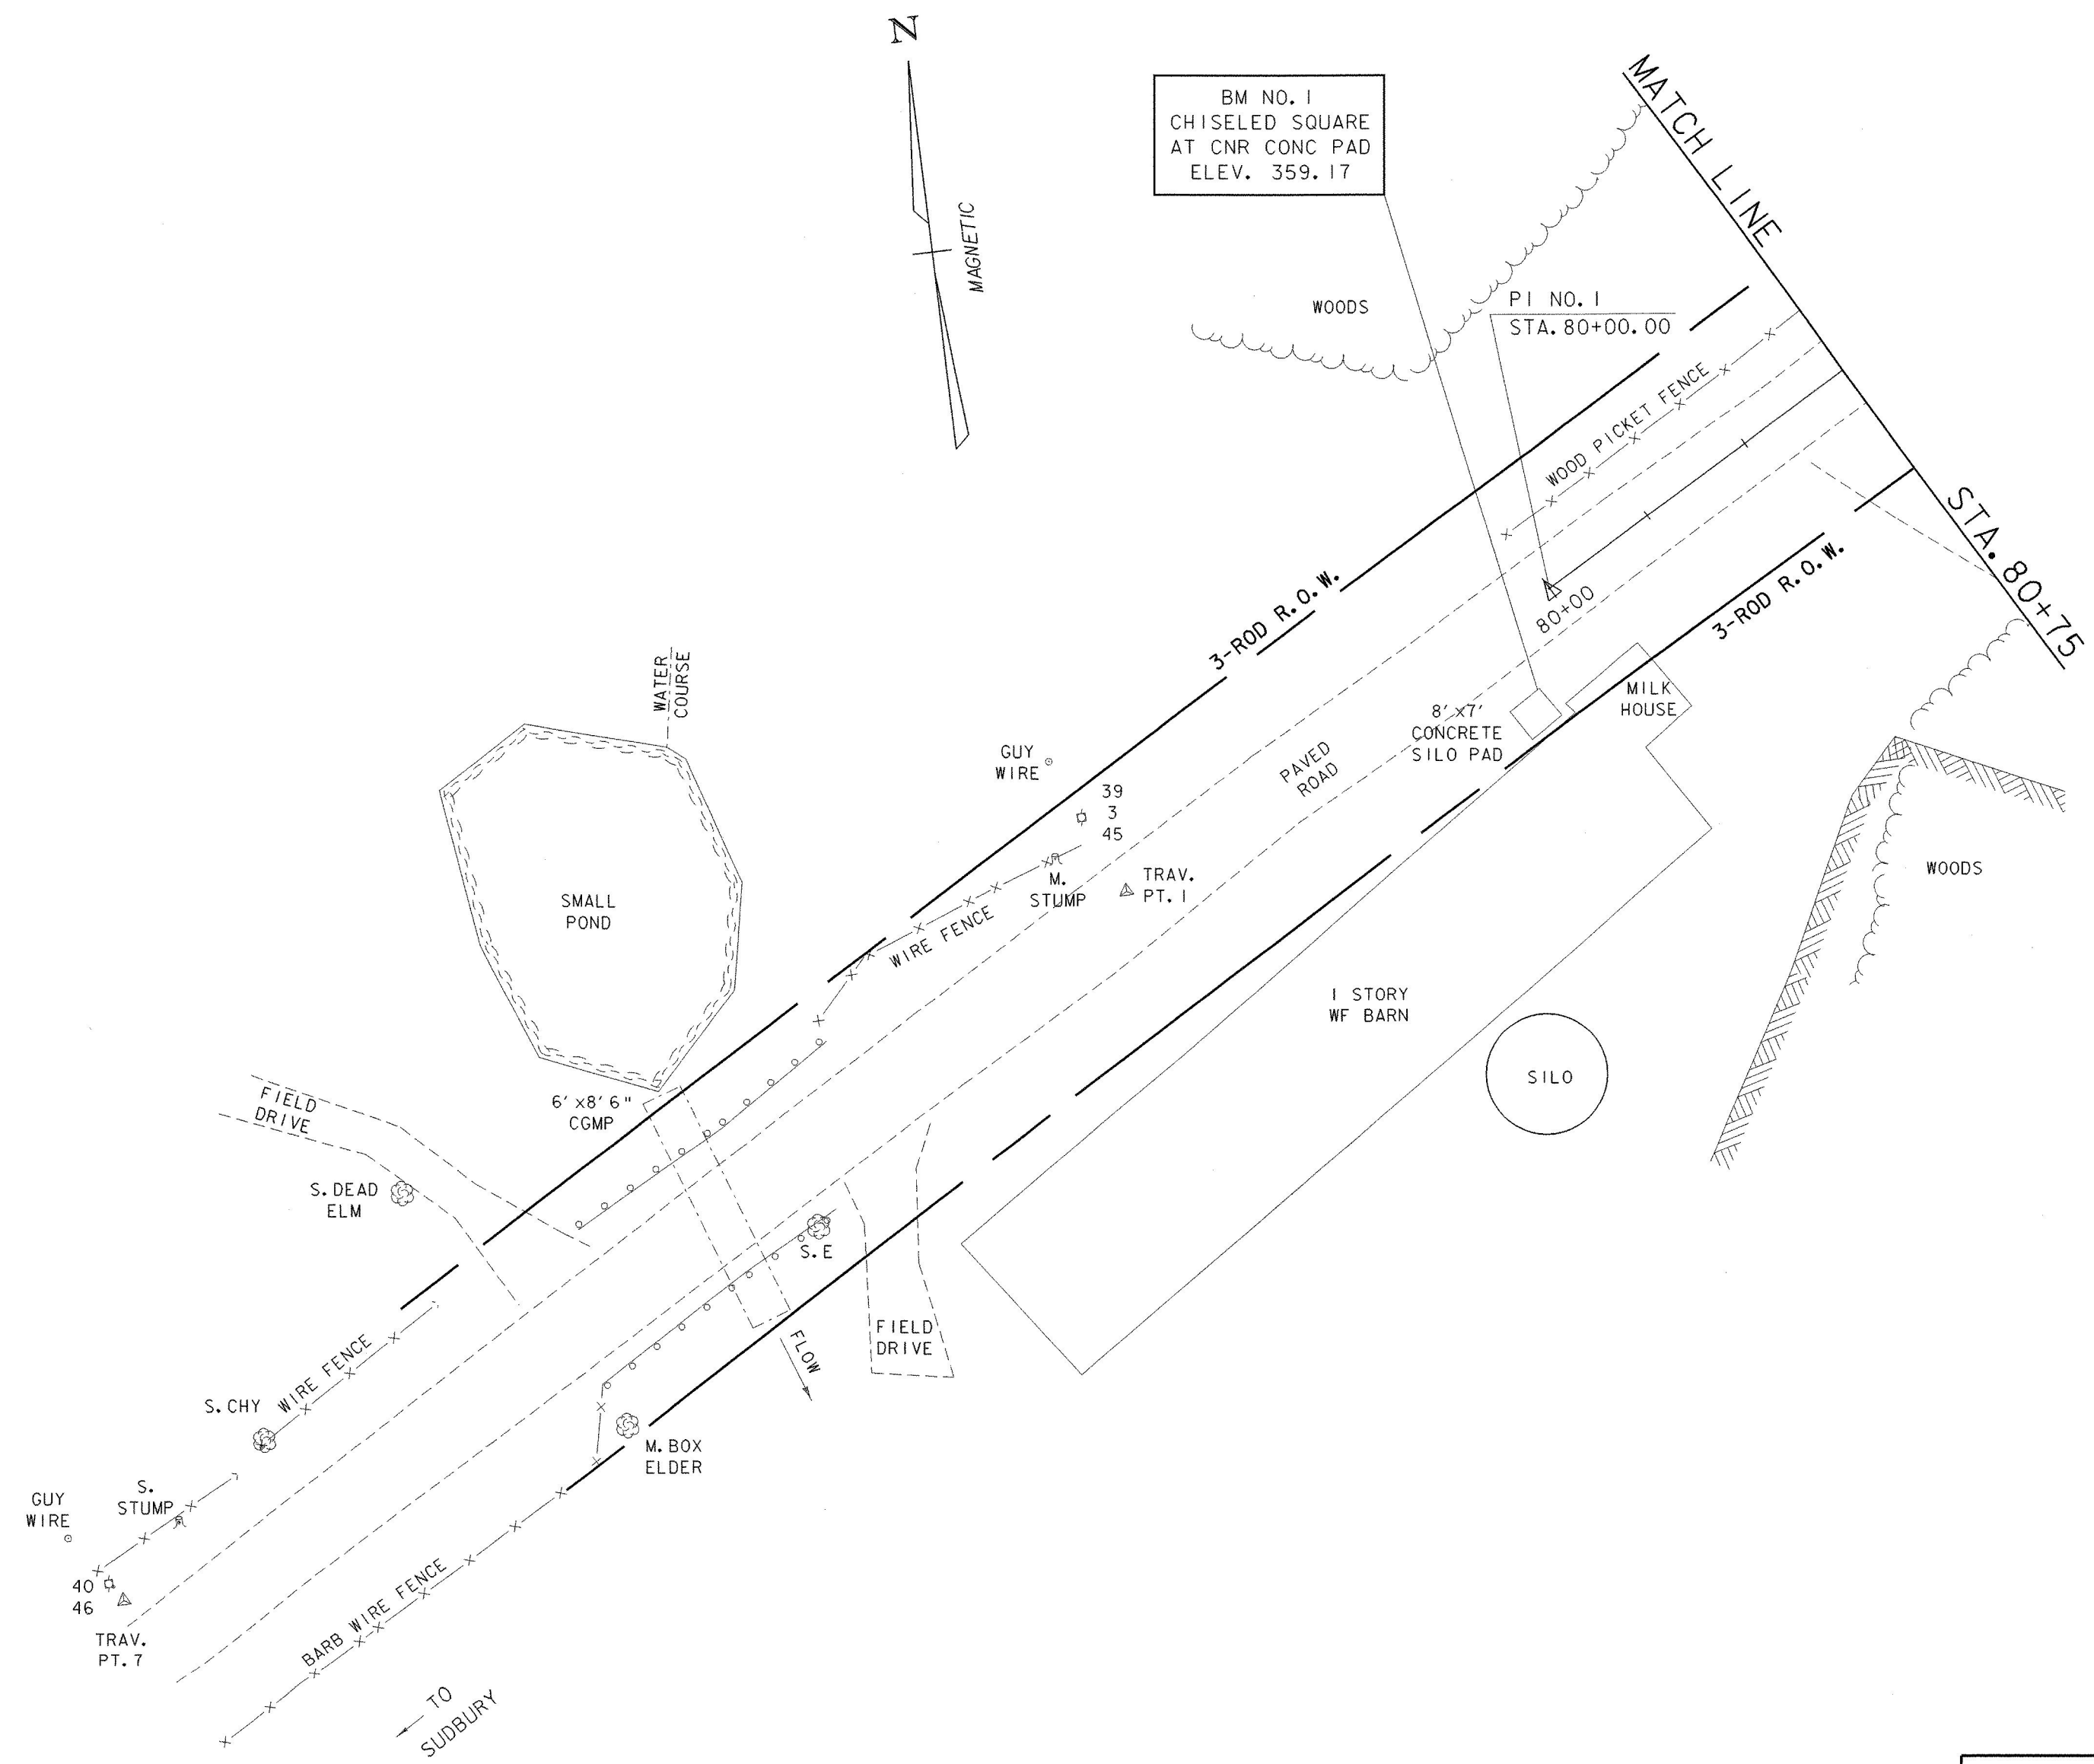 N
MAGNETIC
BM NO. 1
CHISELED SQUARE
AT CNR CONC PAD
ELEV. 359.17
MATCH LINE
STA. 80+75
WOODS
PI NO. 1
STA. 80+00.00
WOOD PICKET FENCE
3-ROD R.O.W.
3-ROD R.O.W.
80+00
MILK
HOUSE
8'x7'
CONCRETE
SILO PAD
PAVED
ROAD
WATER
COURSE
GUY
WIRE
39
3
45
M.
STUMP
TRAV.
PT. 1
WIRE FENCE
SMALL
POND
WOODS
1 STORY
WF BARN
SILO
6'x8'6"
CGMP
FIELD
DRIVE
S. DEAD
ELM
S. E
FIELD
DRIVE
FLOW
WIRE FENCE
S. CHY
M. BOX
ELDER
S.
STUMP
GUY
WIRE
40
46
TRAV.
PT. 7
BARB WIRE FENCE
TO
SUDBURY